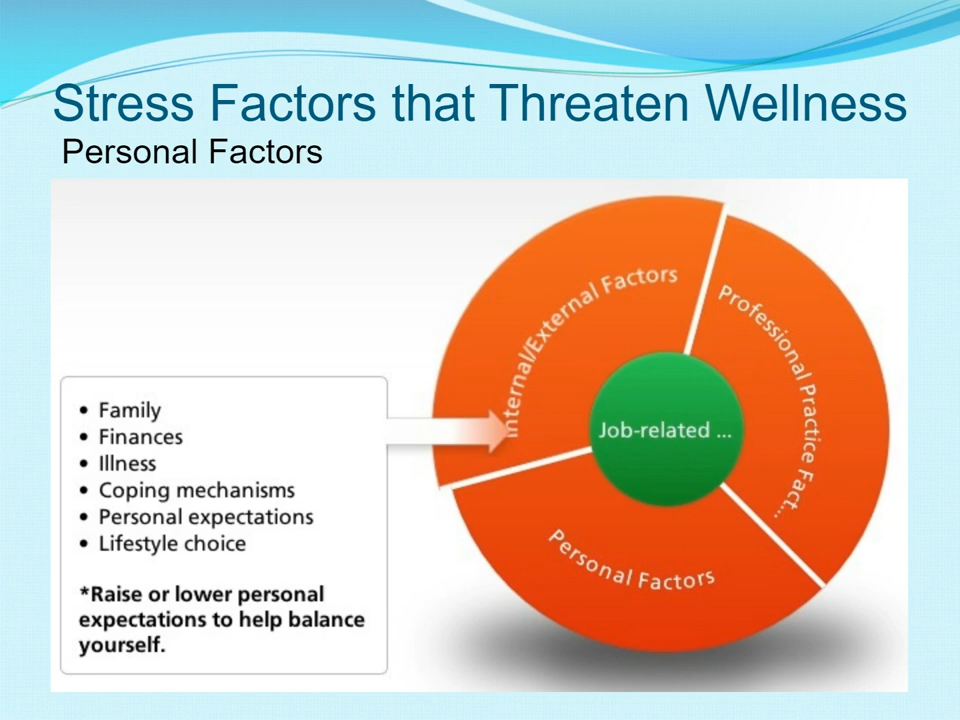 Stress Factors that Threaten Wellness
Personal Factors
Internal/External Factors
Professional Practice Fact...
Job-related ...
Personal Factors
• Family
• Finances
• Illness
• Coping mechanisms
• Personal expectations
• Lifestyle choice
*Raise or lower personal
expectations to help balance
yourself.